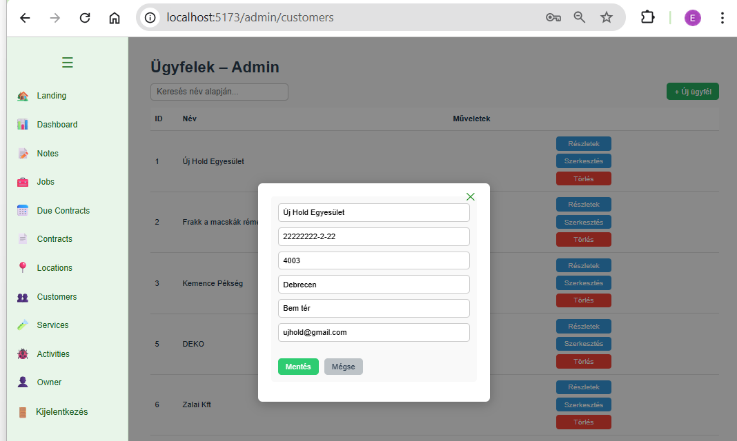 localhost:5173/admin/customers
E
Landing
Dashboard
Notes
Jobs
Due Contracts
Contracts
Locations
Customers
Services
Activities
Owner
Kijelentkezés
Ügyfelek – Admin
Keresés név alapján...
+ Új ügyfél
ID Név Műveletek
1 Új Hold Egyesület
Részletek
Szerkesztés
Törlés
2 Frakk a macskák
Részletek
Szerkesztés
Törlés
3 Kemence Pékség
Részletek
Szerkesztés
Törlés
5 DEKO
Részletek
Szerkesztés
Törlés
6 Zalai Kft
Részletek
Szerkesztés
Törlés
Új Hold Egyesület
22222222-2-22
4003
Debrecen
Bem tér
ujhold@gmail.com
Mentés Mégse